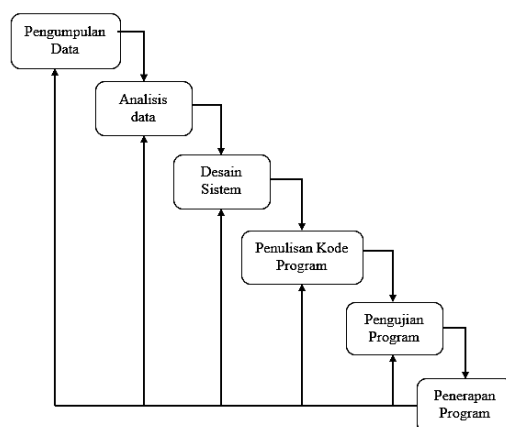 Pengumpulan
Data
Analisis
data
Desain
Sistem
Penulisan Kode
Program
Pengujian
Program
Penerapan
Program